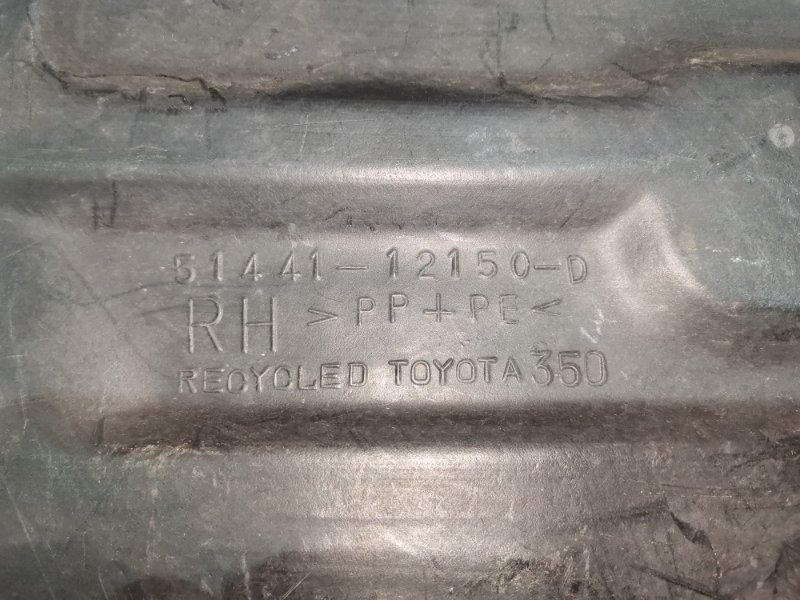 51441-12150-D
RH >PP+PE<
RECYCLED TOYOTA 350